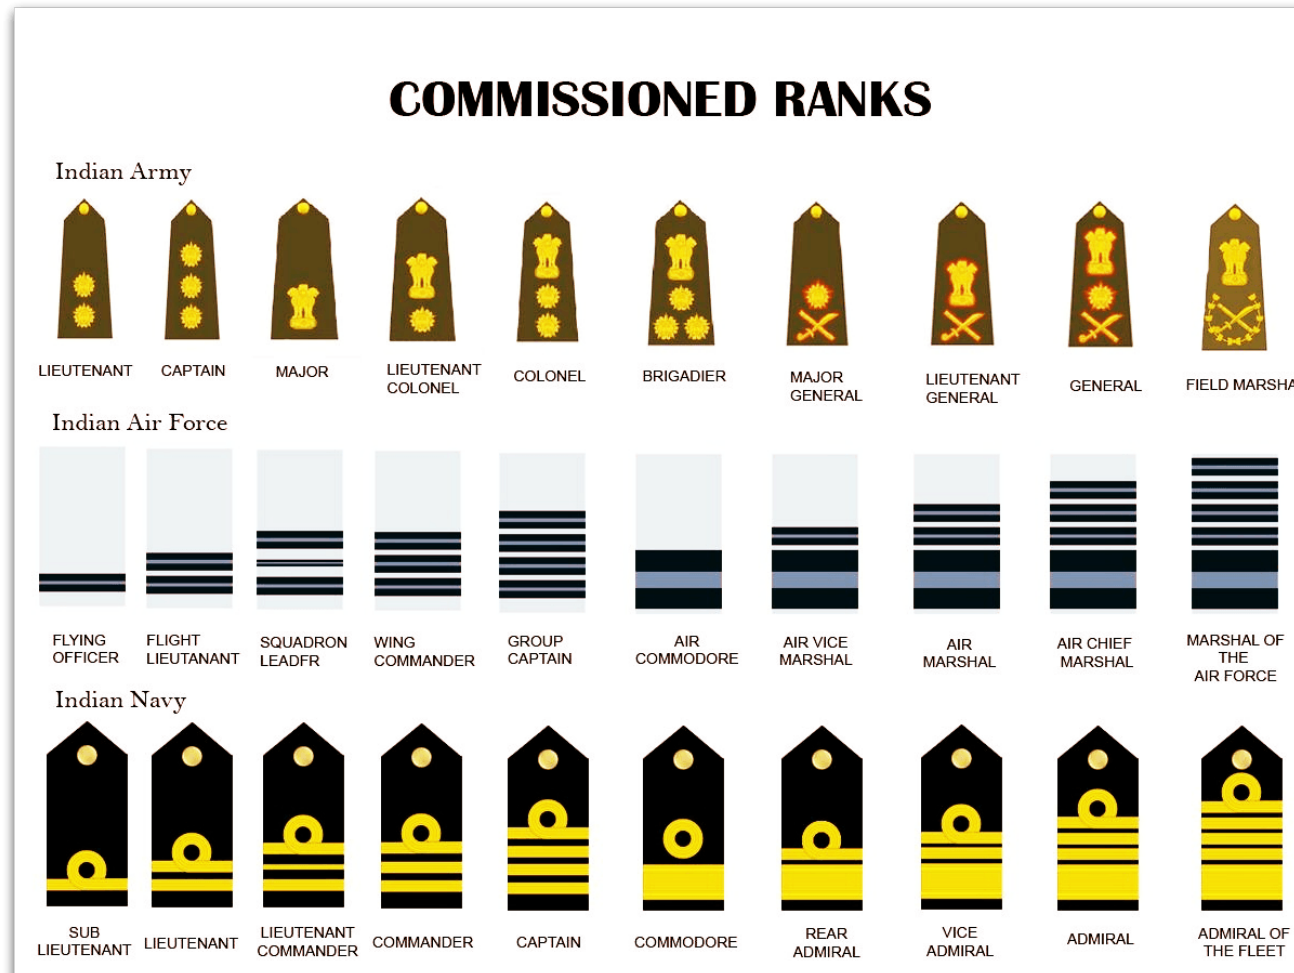 COMMISSIONED RANKS
Indian Army
LIEUTENANT
CAPTAIN
MAJOR
LIEUTENANT
COLONEL
COLONEL
BRIGADIER
MAJOR
GENERAL
LIEUTENANT
GENERAL
GENERAL
FIELD MARSHA
Indian Air Force
FLYING
OFFICER
FLIGHT
LIEUTANANT
SQUADRON
LEADFR
WING
COMMANDER
GROUP
CAPTAIN
AIR
COMMODORE
AIR VICE
MARSHAL
AIR
MARSHAL
AIR CHIEF
MARSHAL
MARSHAL OF
THE
AIR FORCE
Indian Navy
SUB
LIEUTENANT
LIEUTENANT
LIEUTENANT
COMMANDER
COMMANDER
CAPTAIN
COMMODORE
REAR
ADMIRAL
VICE
ADMIRAL
ADMIRAL
ADMIRAL OF
THE FLEET